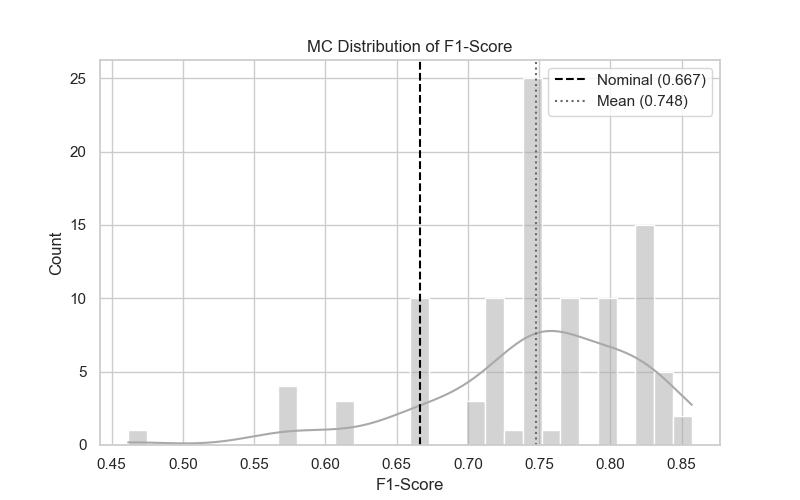 MC Distribution of F1-Score
Nominal (0.667)
Mean (0.748)
Count
25
20
15
10
5
0
0.45 0.50 0.55 0.60 0.65 0.70 0.75 0.80 0.85
F1-Score